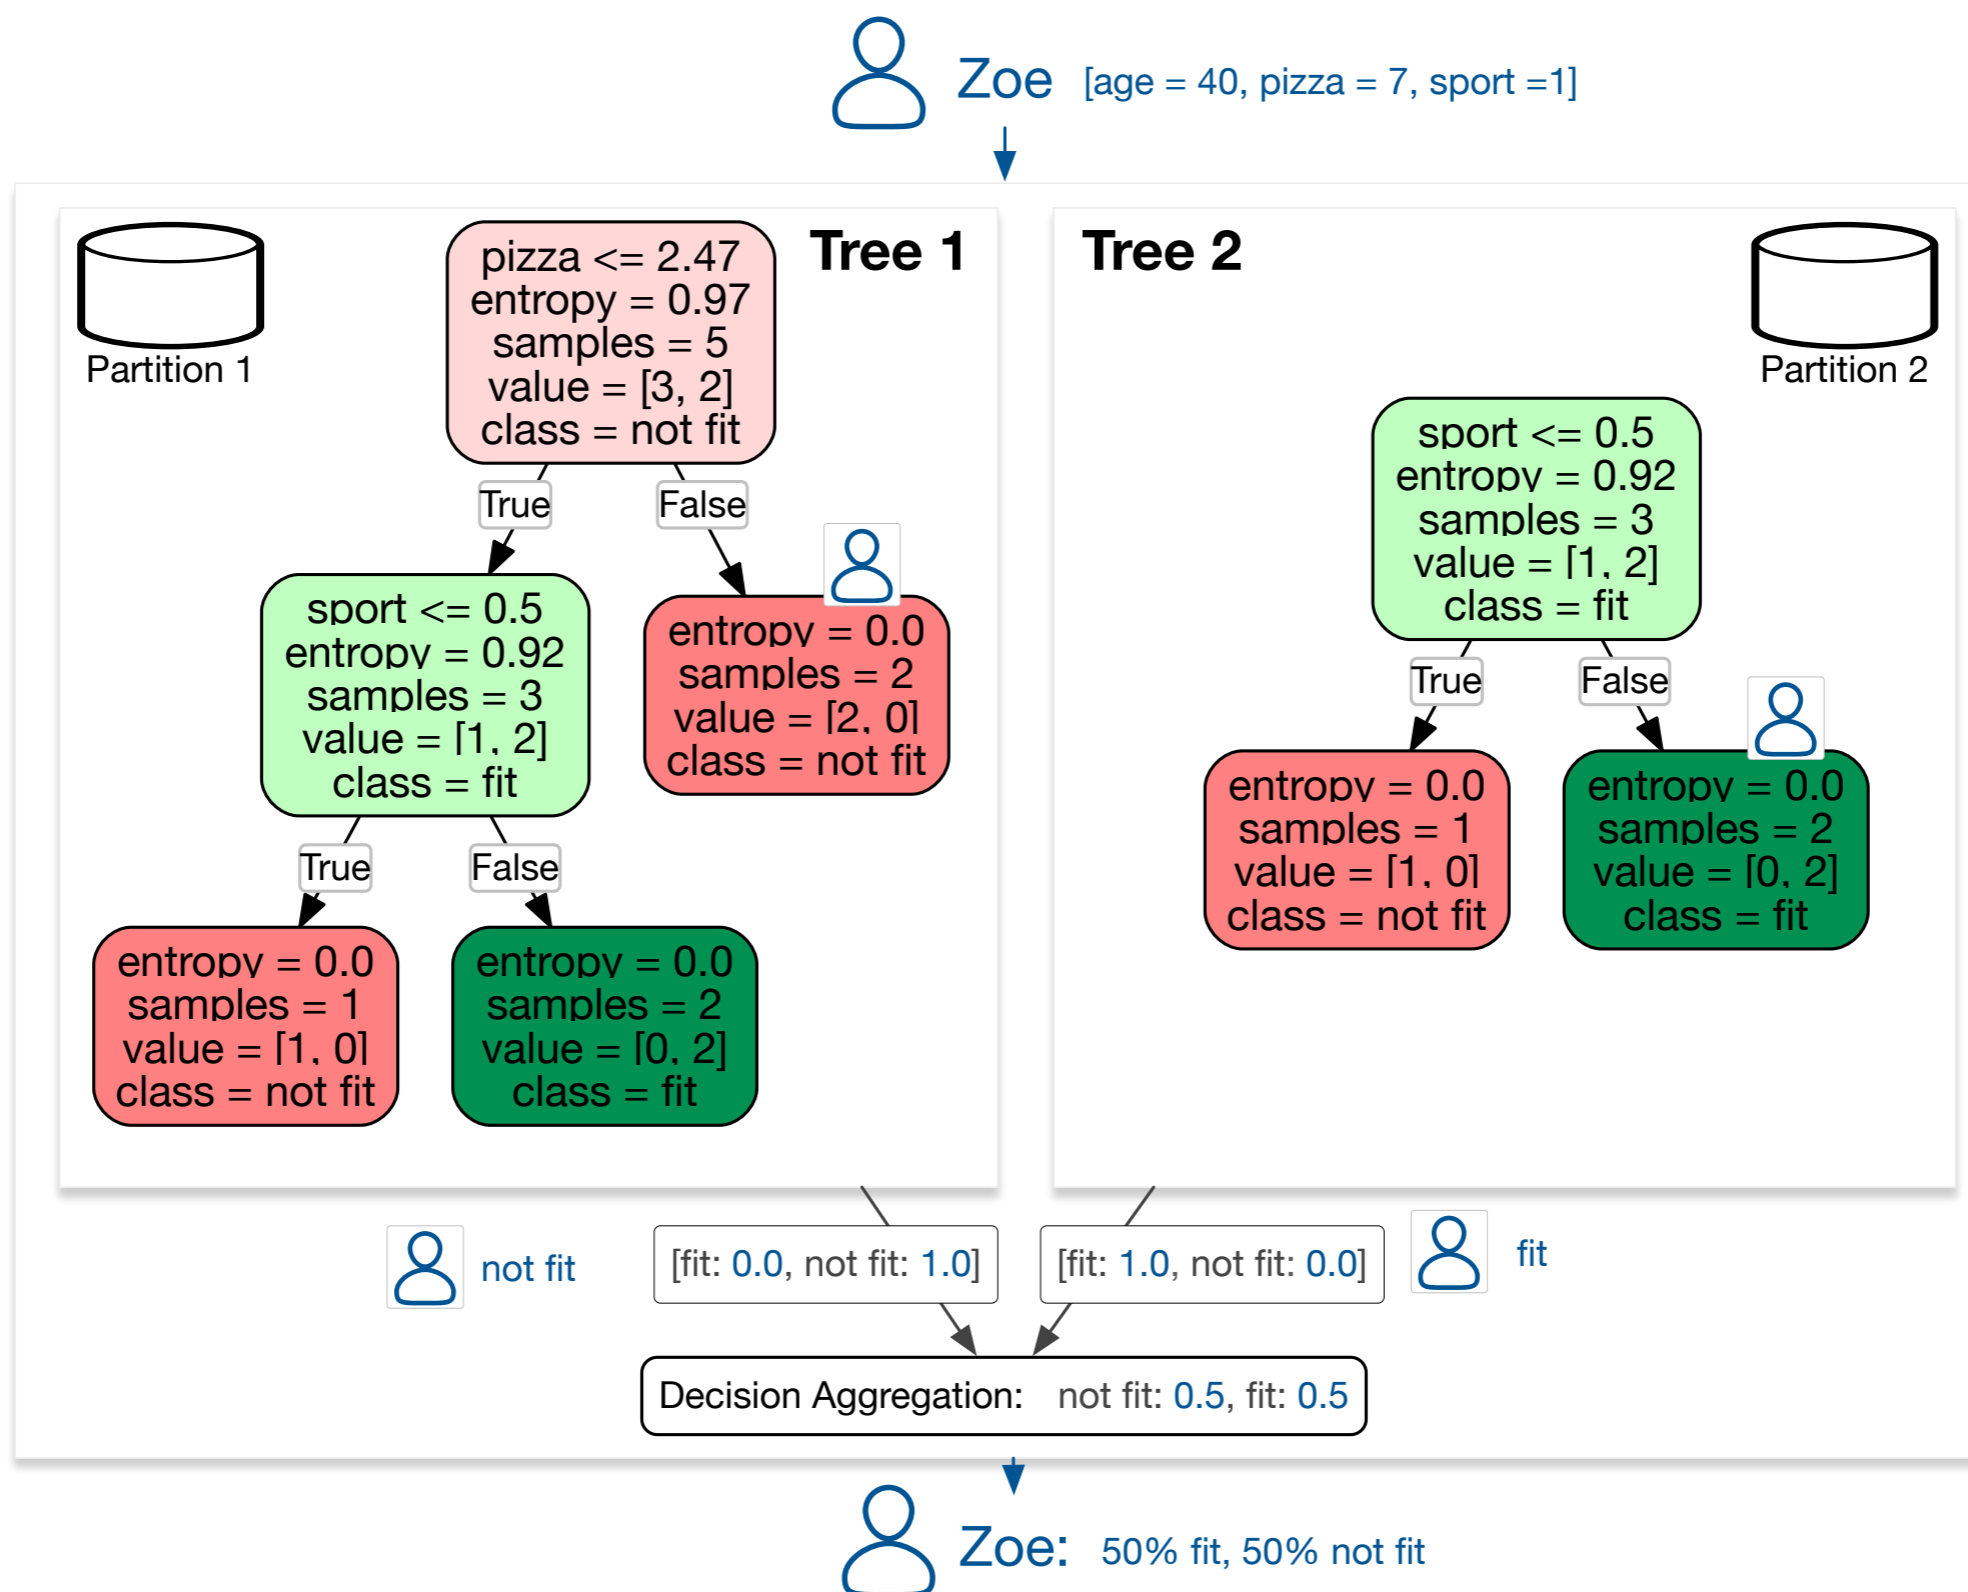 Zoe [age = 40, pizza = 7, sport =1]
Tree 1
Partition 1
pizza <= 2.47
entropy = 0.97
samples = 5
value = [3, 2]
class = not fit
True
False
sport <= 0.5
entropy = 0.92
samples = 3
value = [1, 2]
class = fit
entropy = 0.0
samples = 2
value = [2, 0]
class = not fit
True
False
entropy = 0.0
samples = 1
value = [1, 0]
class = not fit
entropy = 0.0
samples = 2
value = [0, 2]
class = fit
Tree 2
Partition 2
sport <= 0.5
entropy = 0.92
samples = 3
value = [1, 2]
class = fit
True
False
entropy = 0.0
samples = 1
value = [1, 0]
class = not fit
entropy = 0.0
samples = 2
value = [0, 2]
class = fit
not fit
[fit: 0.0, not fit: 1.0]
[fit: 1.0, not fit: 0.0]
fit
Decision Aggregation: not fit: 0.5, fit: 0.5
Zoe: 50% fit, 50% not fit